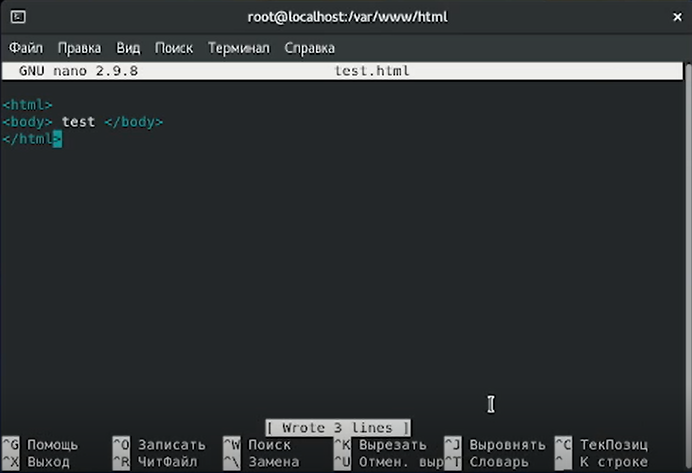 root@localhost:/var/www/html
Файл Правка Вид Поиск Терминал Справка
GNU nano 2.9.8 test.html
<html>
<body> test </body>
</html>
[ Wrote 3 lines ]
^G Помощь ^O Записать ^W Поиск ^K Вырезать ^J Выровнять ^C ТекПозиц
^X Выход ^R ЧитФайл ^\ Замена ^U Отмен. выр^T Словарь ^_ К строке